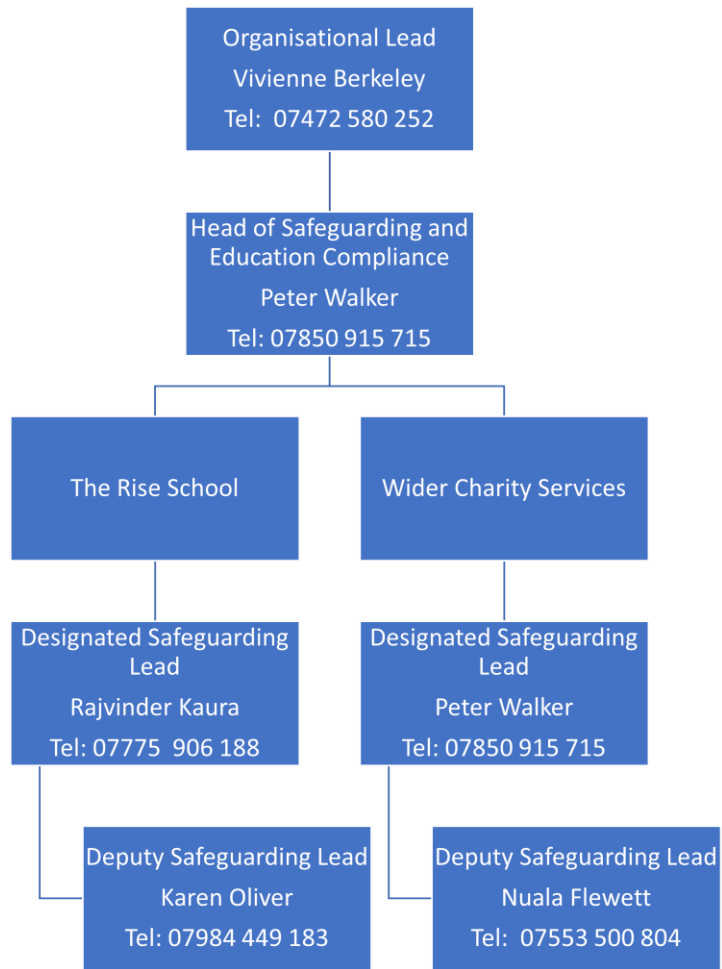 Organisational Lead
Vivienne Berkeley
Tel: 07472 580 252
Head of Safeguarding and
Education Compliance
Peter Walker
Tel: 07850 915 715
The Rise School
Wider Charity Services
Designated Safeguarding
Lead
Rajvinder Kaura
Tel: 07775 906 188
Designated Safeguarding
Lead
Peter Walker
Tel: 07850 915 715
Deputy Safeguarding Lead
Karen Oliver
Tel: 07984 449 183
Deputy Safeguarding Lead
Nuala Flewett
Tel: 07553 500 804